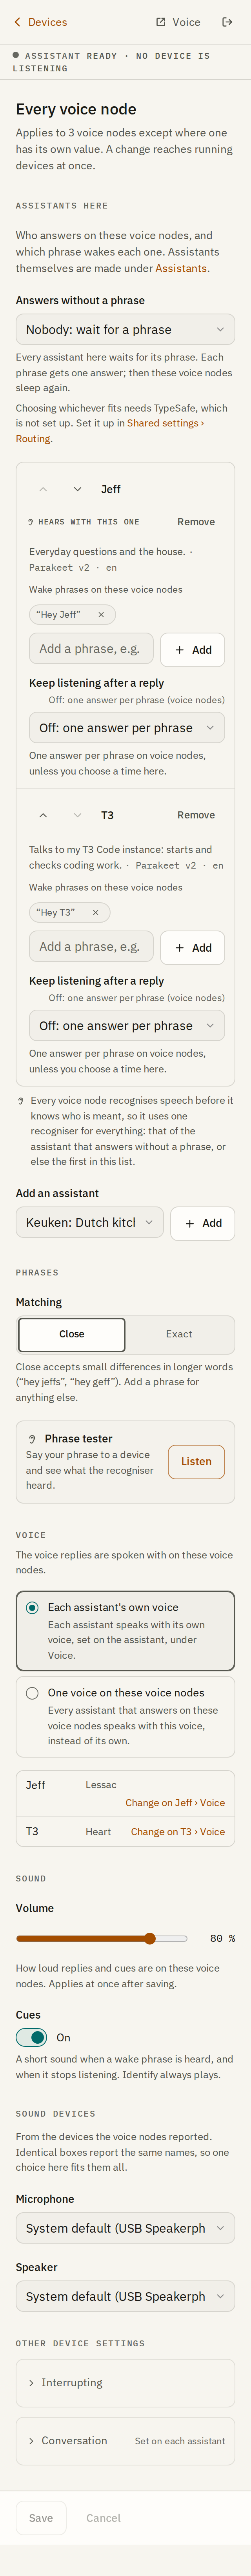 Devices
Voice
ASSISTANT READY · NO DEVICE IS
LISTENING
Every voice node
Applies to 3 voice nodes except where one
has its own value. A change reaches running
devices at once.
ASSISTANTS HERE
Who answers on these voice nodes, and
which phrase wakes each one. Assistants
themselves are made under Assistants.
Answers without a phrase
Nobody: wait for a phrase
Every assistant here waits for its phrase. Each
phrase gets one answer; then these voice nodes
sleep again.
Choosing whichever fits needs TypeSafe, which
is not set up. Set it up in Shared settings ›
Routing.
Jeff
HEARS WITH THIS ONE
Remove
Everyday questions and the house. ·
Parakeet v2 · en
Wake phrases on these voice nodes
“Hey Jeff” ×
Add a phrase, e.g.
+ Add
Keep listening after a reply
Off: one answer per phrase (voice nodes)
Off: one answer per phrase
One answer per phrase on voice nodes,
unless you choose a time here.
T3
Remove
Talks to my T3 Code instance: starts and
checks coding work. · Parakeet v2 · en
Wake phrases on these voice nodes
“Hey T3” ×
Add a phrase, e.g.
+ Add
Keep listening after a reply
Off: one answer per phrase (voice nodes)
Off: one answer per phrase
One answer per phrase on voice nodes,
unless you choose a time here.
Every voice node recognises speech before it
knows who is meant, so it uses one
recogniser for everything: that of the
assistant that answers without a phrase, or
else the first in this list.
Add an assistant
Keuken: Dutch kitcl
+ Add
PHRASES
Matching
Close
Exact
Close accepts small differences in longer words
(“hey jeffs”, “hey geff”). Add a phrase for
anything else.
Phrase tester
Say your phrase to a device
and see what the recogniser
heard.
Listen
VOICE
The voice replies are spoken with on these voice
nodes.
Each assistant's own voice
Each assistant speaks with its own
voice, set on the assistant, under
Voice.
One voice on these voice nodes
Every assistant that answers on these
voice nodes speaks with this voice,
instead of its own.
Jeff
Lessac
Change on Jeff › Voice
T3
Heart
Change on T3 › Voice
SOUND
Volume
80 %
How loud replies and cues are on these voice
nodes. Applies at once after saving.
Cues
On
A short sound when a wake phrase is heard, and
when it stops listening. Identify always plays.
SOUND DEVICES
From the devices the voice nodes reported.
Identical boxes report the same names, so one
choice here fits them all.
Microphone
System default (USB Speakerph
Speaker
System default (USB Speakerph
OTHER DEVICE SETTINGS
Interrupting
Conversation
Set on each assistant
Save
Cancel